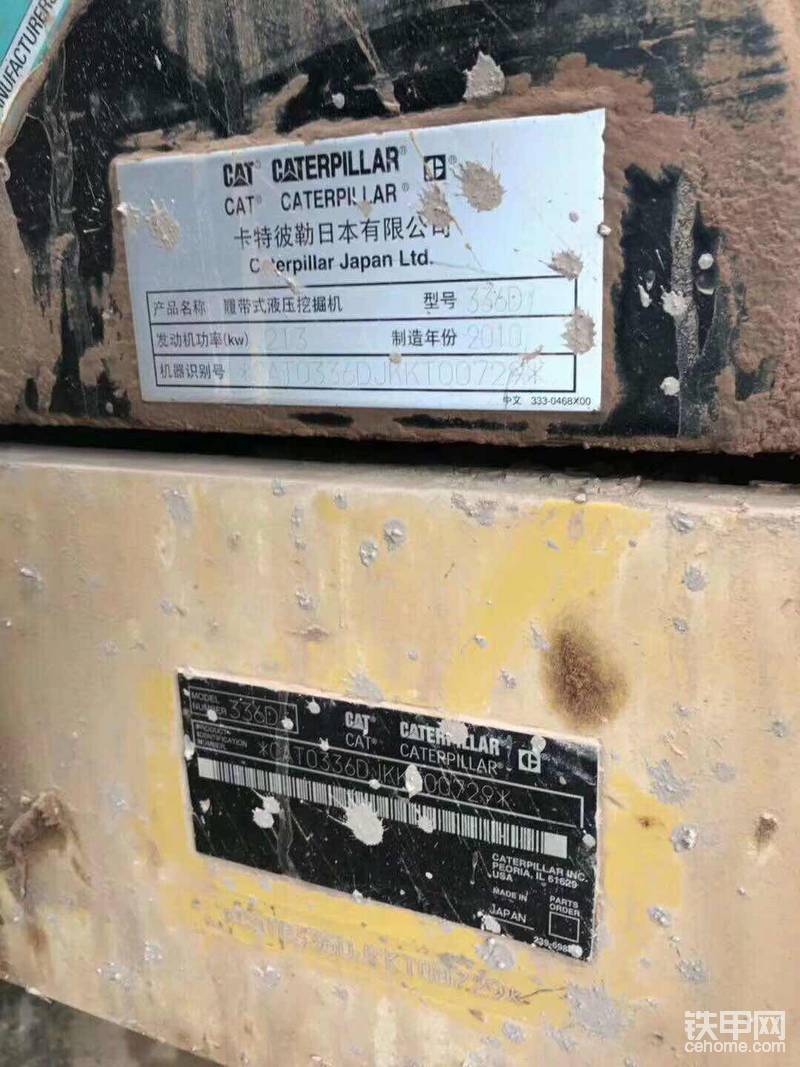 MANUFACTURERS
CAT® CATERPILLAR®
CAT® CATERPILLAR®
卡特彼勒日本有限公司
Caterpillar Japan Ltd.
产品名称 履带式液压挖掘机 型号 336D
发动机功率(kw) 213 制造年份 2010
机器识别号 *CAT0336DJKKT00729*
中文 333-0468X00
MODEL NUMBER 336D
CAT CATERPILLAR
CAT® CATERPILLAR
PRODUCT IDENTIFICATION NUMBER *CAT0336DJKKT00729*
CATERPILLAR INC.
PEORIA, IL 61629
USA
MADE IN
JAPAN
PARTS ORDER
铁甲网
cehome.com